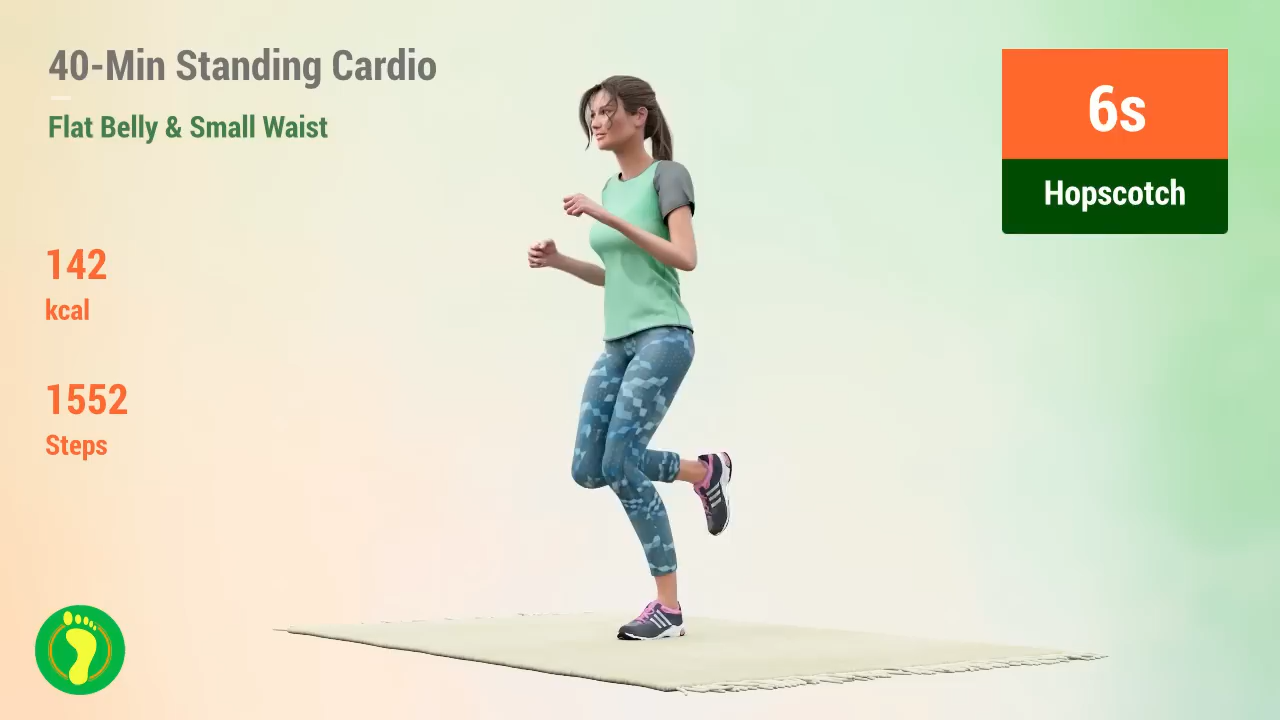 40-Min Standing Cardio
Flat Belly & Small Waist
6s
Hopscotch
142
kcal
1552
Steps